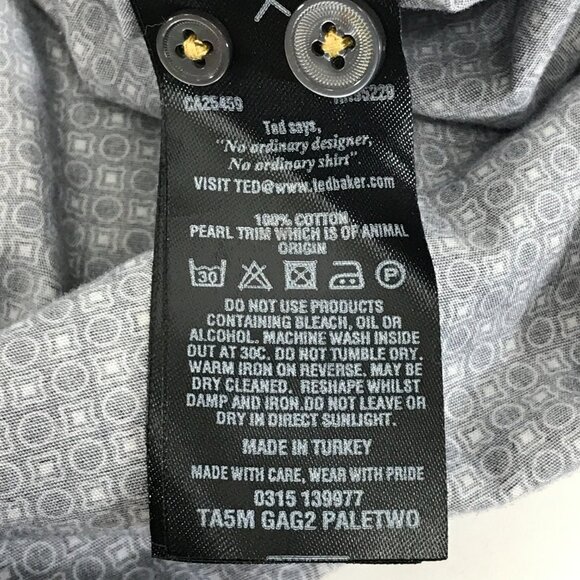 CA25459
Ted says,
"No ordinary designer,
No ordinary shirt"
VISIT TED@www.tedbaker.com
100% COTTON
PEARL TRIM WHICH IS OF ANIMAL
ORIGIN
30 P
DO NOT USE PRODUCTS
CONTAINING BLEACH, OIL OR
ALCOHOL. MACHINE WASH INSIDE
OUT AT 30C. DO NOT TUMBLE DRY.
WARM IRON ON REVERSE. MAY BE
DRY CLEANED. RESHAPE WHILST
DAMP AND IRON.DO NOT LEAVE OR
DRY IN DIRECT SUNLIGHT.
MADE IN TURKEY
MADE WITH CARE, WEAR WITH PRIDE
0315 139977
TA5M GAG2 PALETWO